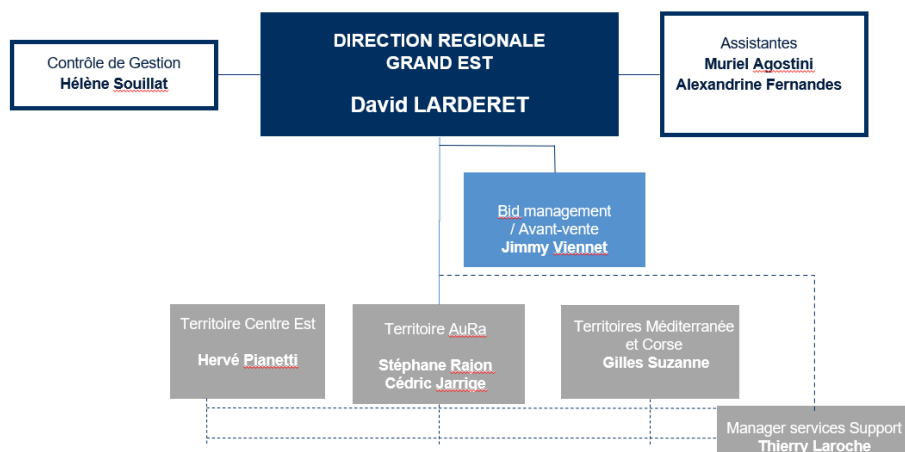 Contrôle de Gestion
Hélène Souillat
DIRECTION REGIONALE
GRAND EST
David LARDERET
Assistantes
Muriel Agostini
Alexandrine Fernandes
Bid management
/ Avant-vente
Jimmy Viennet
Territoire Centre Est
Hervé Pianetti
Territoire AuRa
Stéphane Rajon
Cédric Jarrige
Territoires Méditerranée
et Corse
Gilles Suzanne
Manager services Support
Thierry Laroche